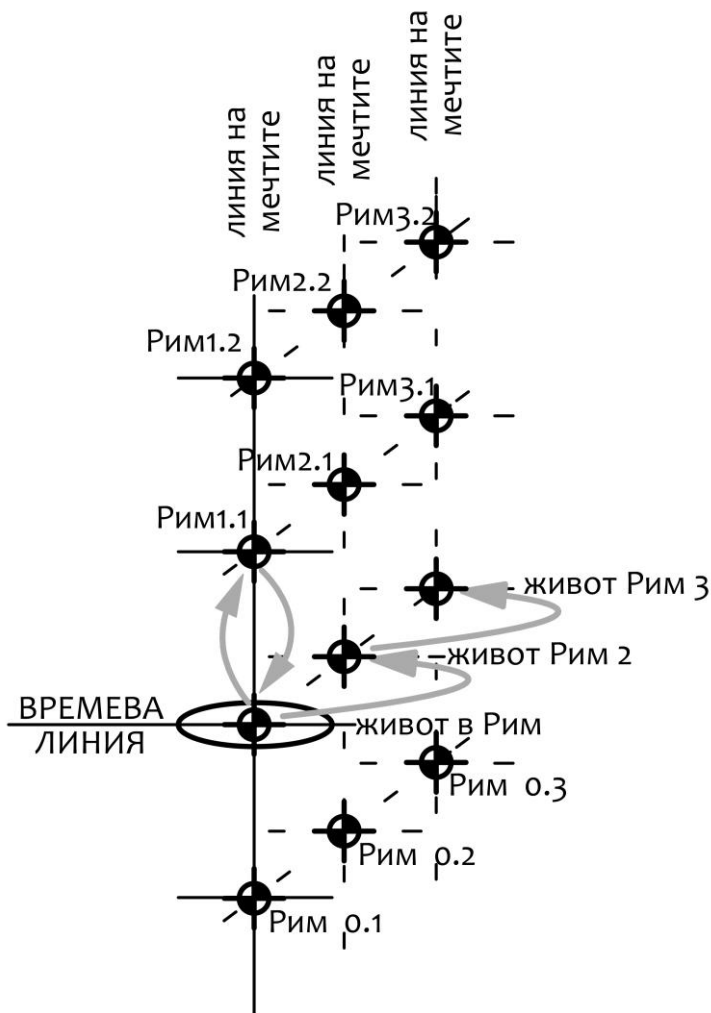 линия на
мечтите
линия на
мечтите
линия на
мечтите
Рим3.2
Рим2.2
Рим1.2
Рим3.1
Рим2.1
Рим1.1
живот Рим 3
живот Рим 2
ВРЕМЕВА
ЛИНИЯ
живот в Рим
Рим 0.3
Рим 0.2
Рим 0.1